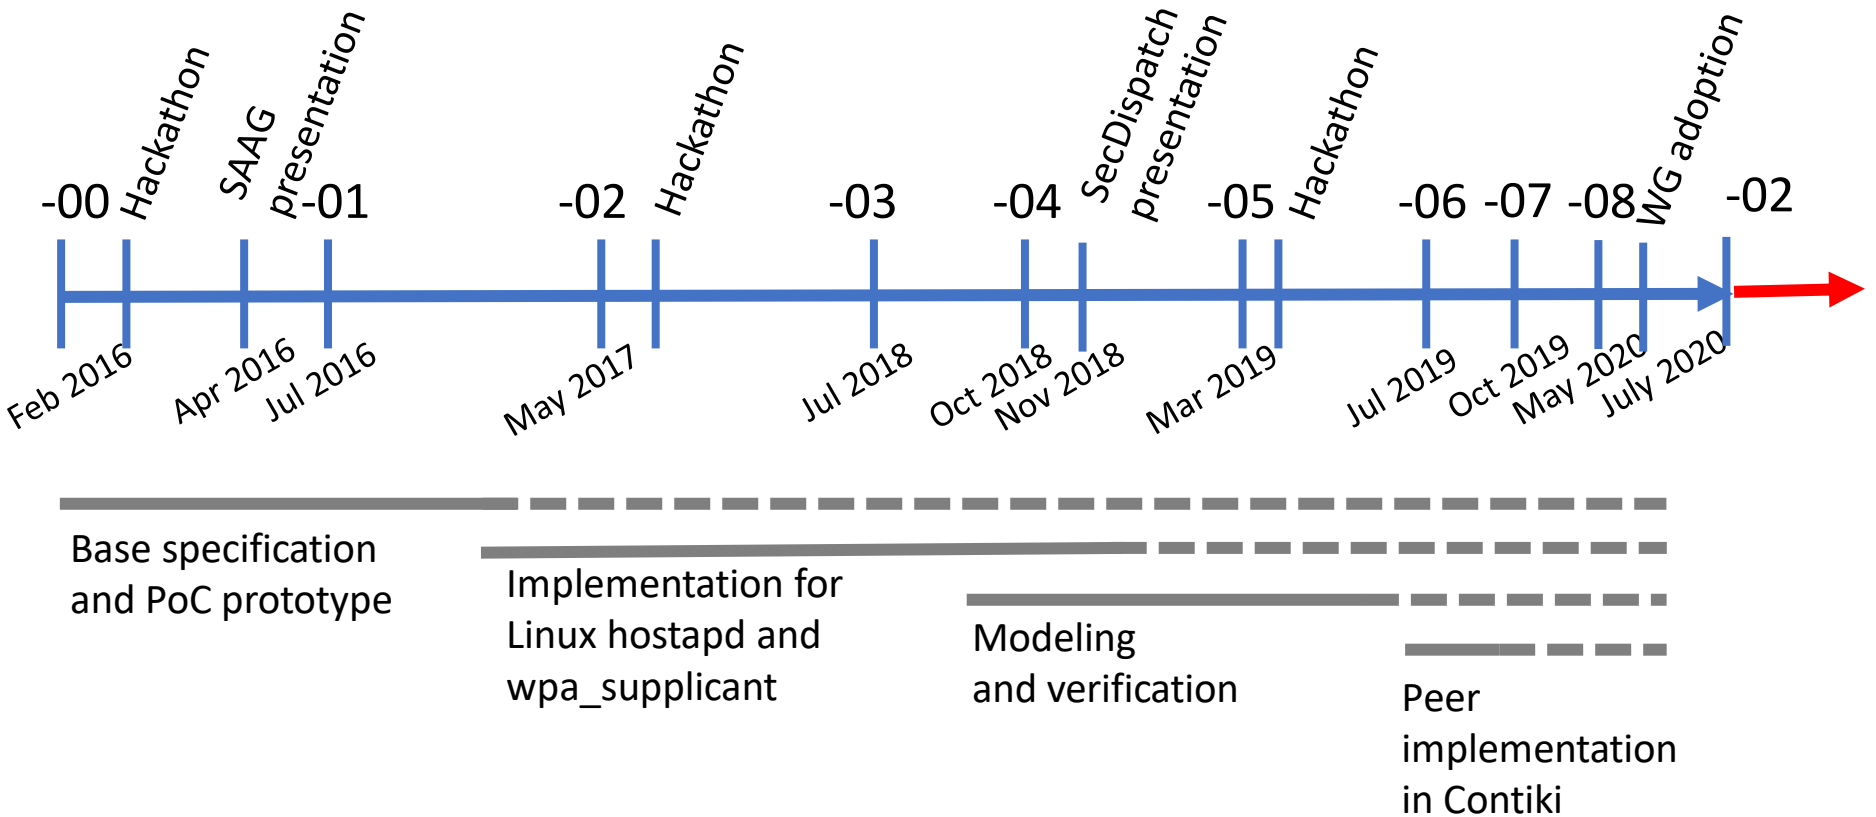 -00
Hackathon
SAAG
presentation
-01
-02
Hackathon
-03
-04
SecDispatch
presentation
-05
Hackathon
-06
-07
-08
WG adoption
-02
Feb 2016
Apr 2016
Jul 2016
May 2017
Jul 2018
Oct 2018
Nov 2018
Mar 2019
Jul 2019
Oct 2019
May 2020
July 2020
Base specification
and PoC prototype
Implementation for
Linux hostapd and
wpa_supplicant
Modeling
and verification
Peer
implementation
in Contiki